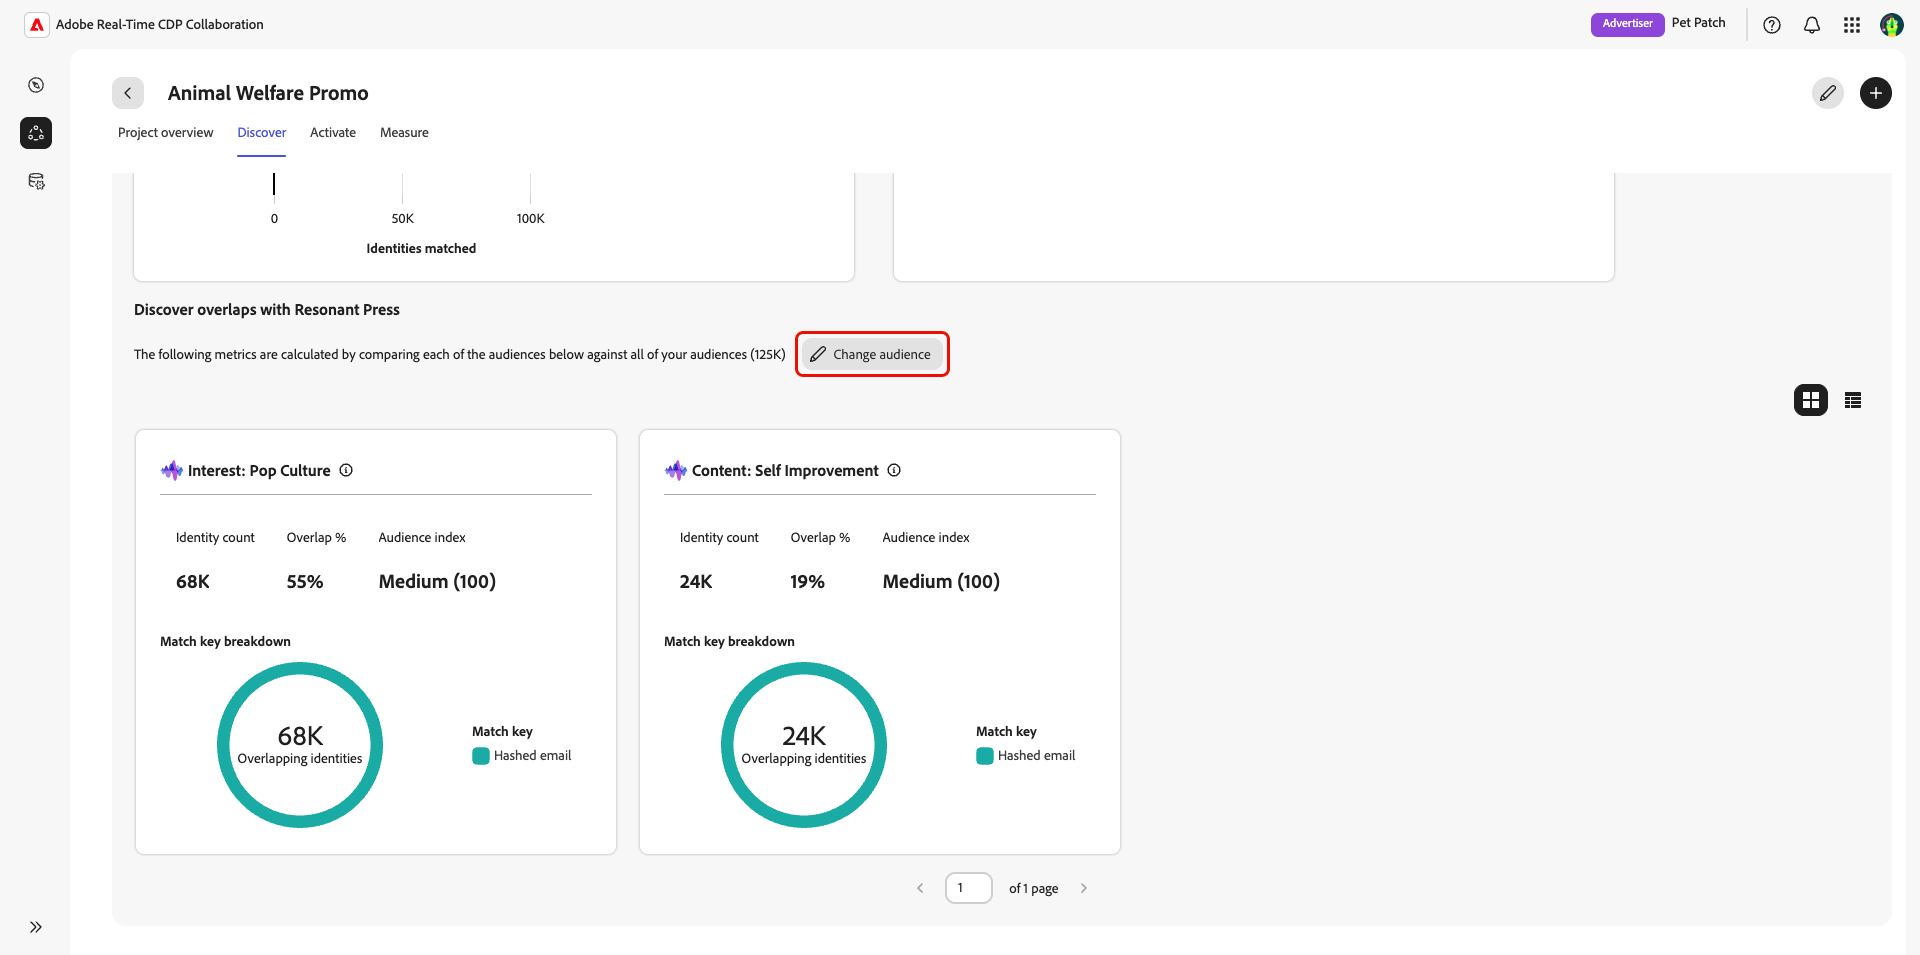 Adobe Real-Time CDP Collaboration
Advertiser
Pet Patch
Animal Welfare Promo
Project overview
Discover
Activate
Measure
0
50K
100K
Identities matched
Discover overlaps with Resonant Press
The following metrics are calculated by comparing each of the audiences below against all of your audiences (125K)
Change audience
Interest: Pop Culture
Identity count
Overlap %
Audience index
68K
55%
Medium (100)
Match key breakdown
68K
Overlapping identities
Match key
Hashed email
Content: Self Improvement
Identity count
Overlap %
Audience index
24K
19%
Medium (100)
Match key breakdown
24K
Overlapping identities
Match key
Hashed email
1
of 1 page